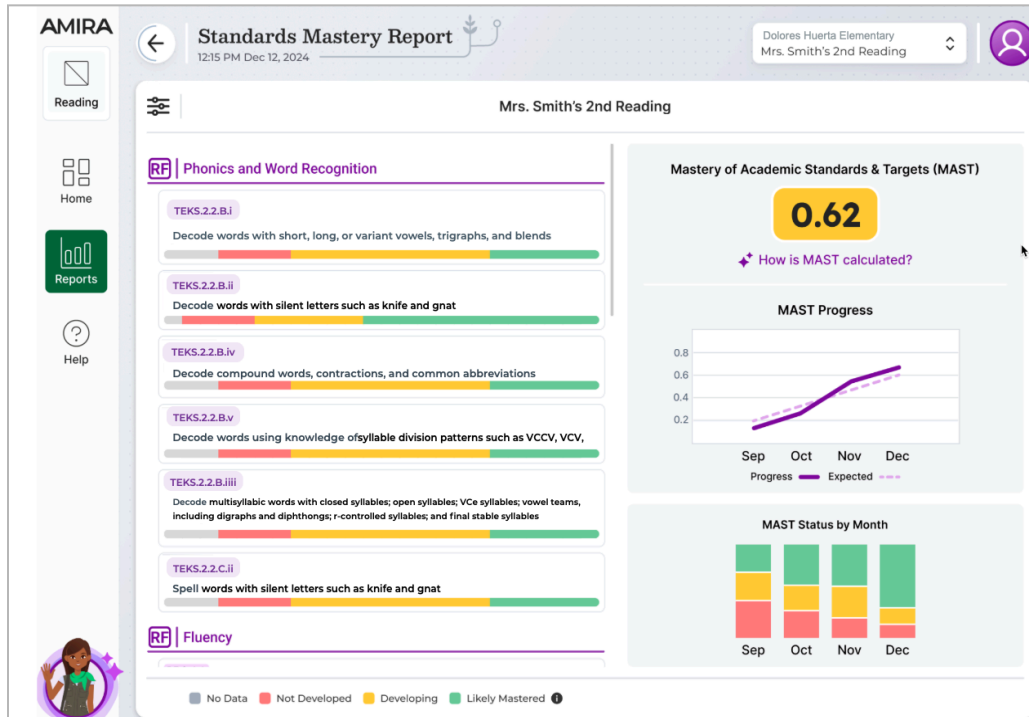 AMIRA
Standards Mastery Report
12:15 PM Dec 12, 2024
Dolores Huerta Elementary
Mrs. Smith's 2nd Reading
Reading
Home
Reports
Help
Mrs. Smith's 2nd Reading
RF Phonics and Word Recognition
TEKS.2.2.B.i
Decode words with short, long, or variant vowels, trigraphs, and blends
TEKS.2.2.B.ii
Decode words with silent letters such as knife and gnat
TEKS.2.2.B.iv
Decode compound words, contractions, and common abbreviations
TEKS.2.2.B.v
Decode words using knowledge ofsyllable division patterns such as VCCV, VCV,
TEKS.2.2.B.iiii
Decode multisyllabic words with closed syllables; open syllables; VCe syllables; vowel teams,
including digraphs and diphthongs; r-controlled syllables; and final stable syllables
TEKS.2.2.C.ii
Spell words with silent letters such as knife and gnat
RF Fluency
Mastery of Academic Standards & Targets (MAST)
0.62
How is MAST calculated?
MAST Progress
0.8
0.6
0.4
0.2
Sep Oct Nov Dec
Progress Expected
MAST Status by Month
Sep Oct Nov Dec
No Data Not Developed Developing Likely Mastered